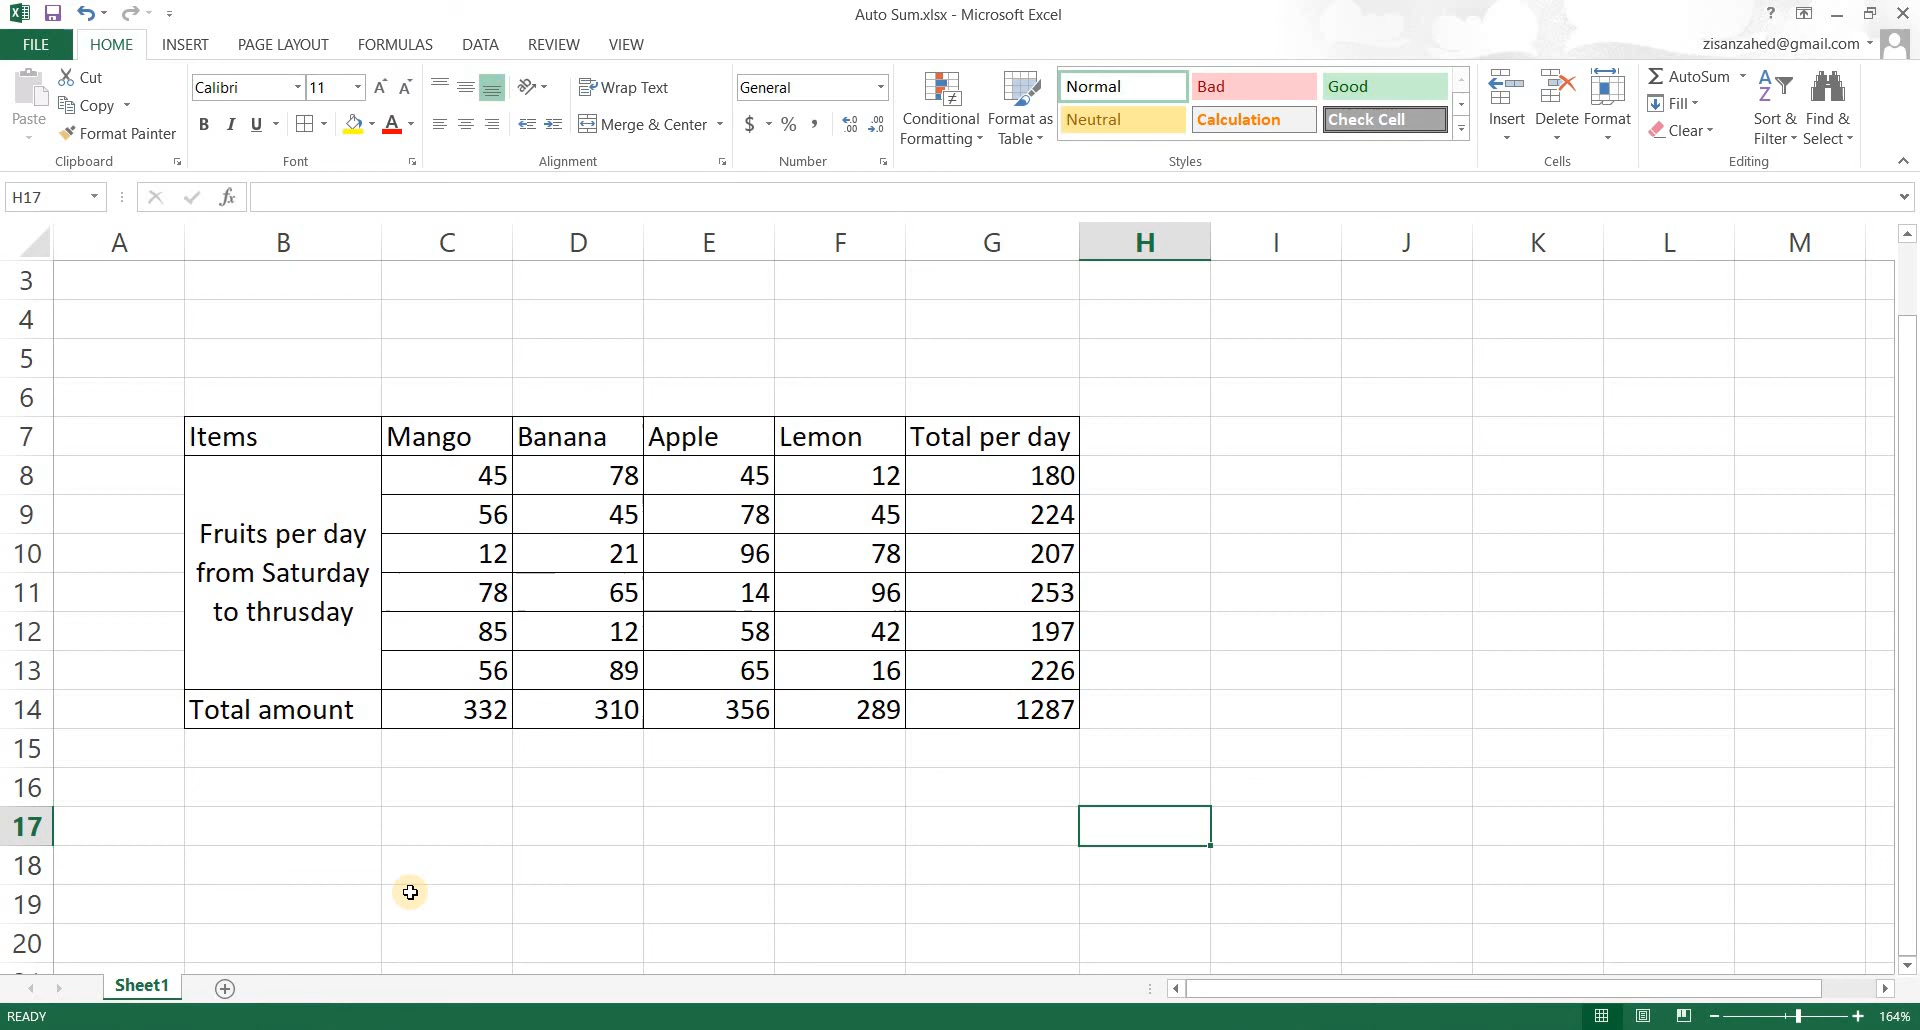 Auto Sum.xlsx - Microsoft Excel
?
FILE HOME INSERT PAGE LAYOUT FORMULAS DATA REVIEW VIEW
zisanzahed@gmail.com
Paste
Cut
Copy
Format Painter
Clipboard
Calibri 11
B I U
Font
Wrap Text
Merge & Center
Alignment
General
$ % ,
Number
Conditional
Formatting
Format as
Table
Normal Bad Good
Neutral Calculation Check Cell
Styles
Insert Delete Format
Cells
AutoSum
Fill
Clear
Sort &
Filter
Find &
Select
Editing
H17
fx
A B C D E F G H I J K L M
3
4
5
6
7 Items Mango Banana Apple Lemon Total per day
8 45 78 45 12 180
9 56 45 78 45 224
Fruits per day
10 12 21 96 78 207
from Saturday
11 78 65 14 96 253
to thrusday
12 85 12 58 42 197
13 56 89 65 16 226
14 Total amount 332 310 356 289 1287
15
16
17
18
19
20
Sheet1
READY
164%